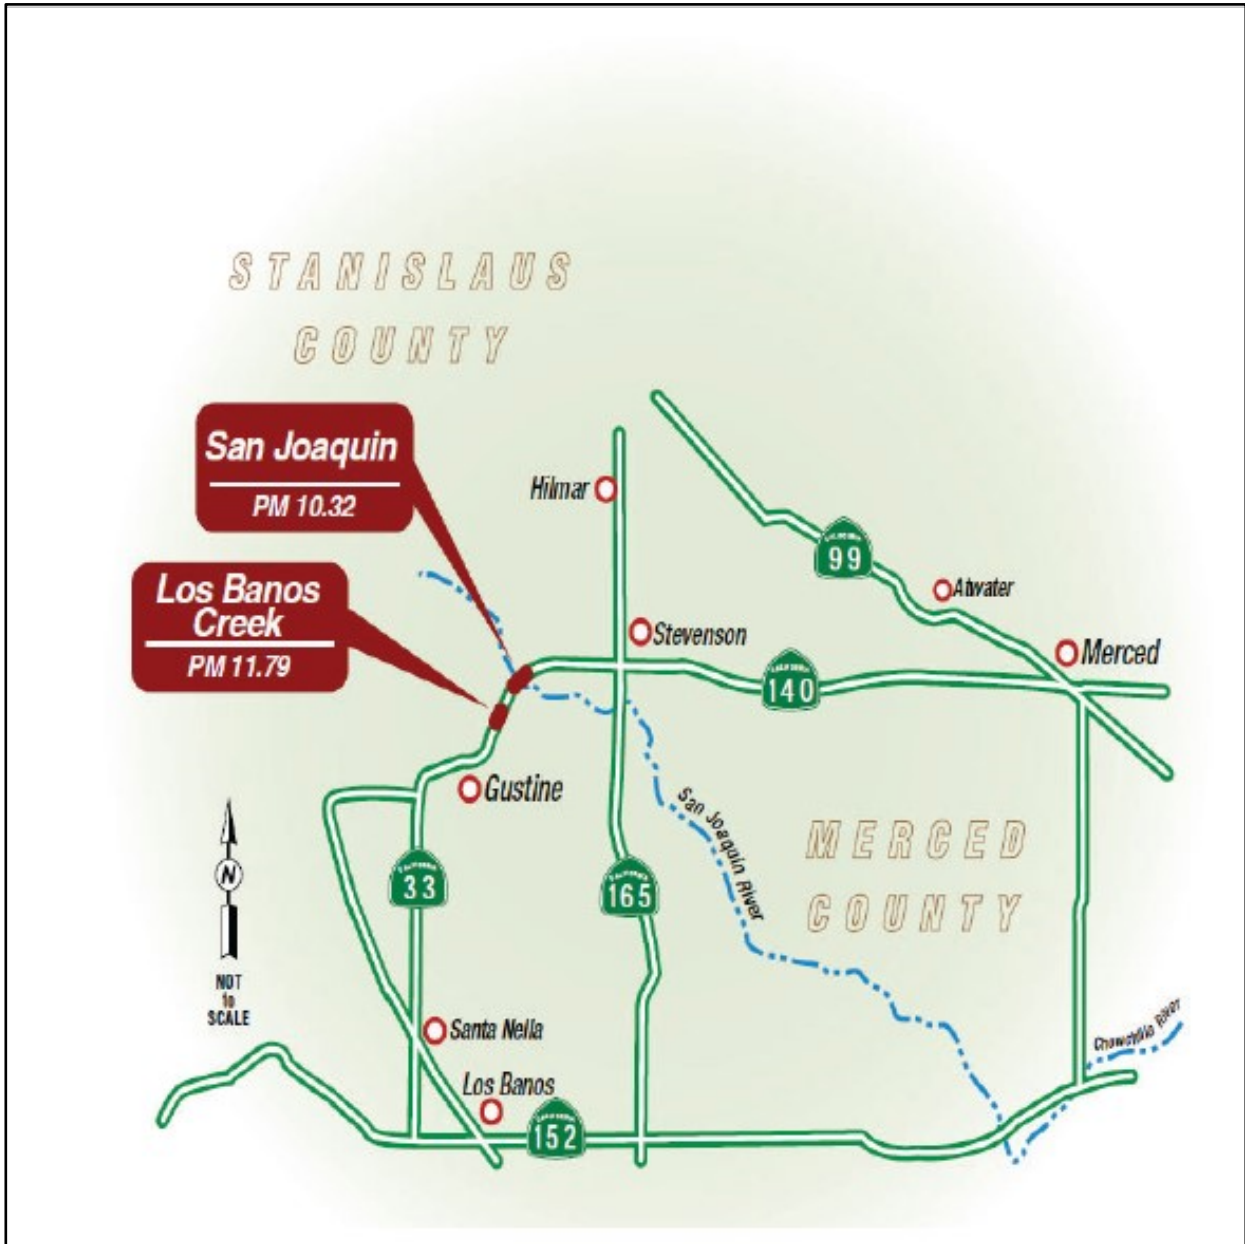 STANISLAUS
COUNTY
San Joaquin
PM 10.32
Hilmar
99
Los Banos
Creek
PM 11.79
Atwater
Stevenson
Merced
140
Gustine
San Joaquin River
MERCED
COUNTY
33
165
N
NOT
to
SCALE
Santa Nella
Chowchilla River
Los Banos
152